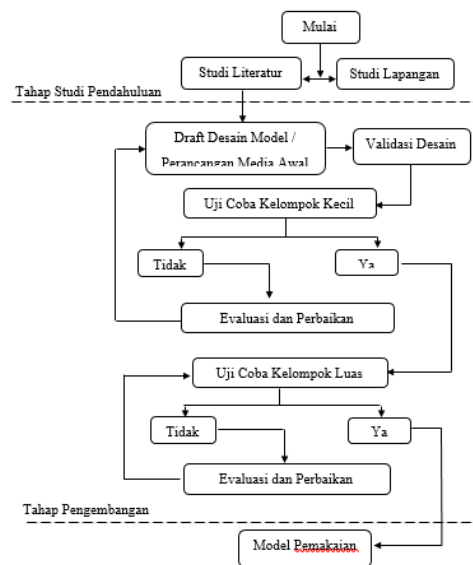 Mulai
Studi Literatur
Studi Lapangan
Tahap Studi Pendahuluan
Draft Desain Model /
Perancangan Media Awal
Validasi Desain
Uji Coba Kelompok Kecil
Tidak
Ya
Evaluasi dan Perbaikan
Uji Coba Kelompok Luas
Tidak
Ya
Evaluasi dan Perbaikan
Tahap Pengembangan
Model Pemakaian